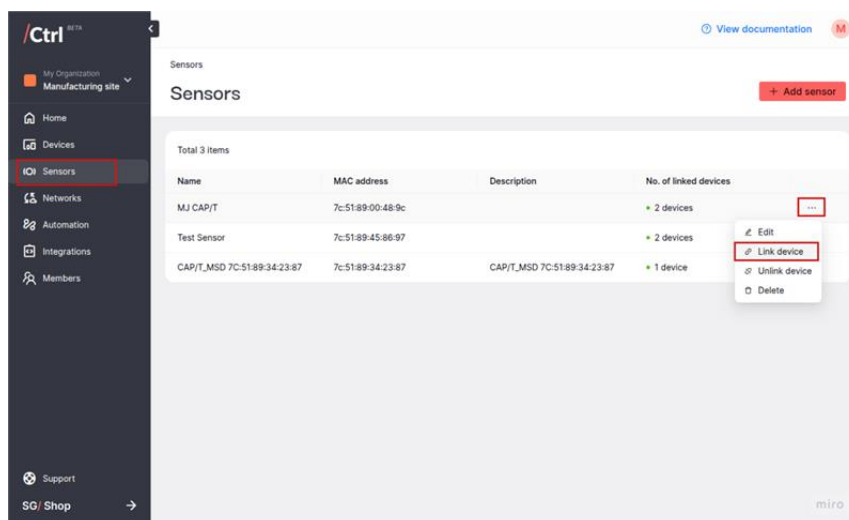 /Ctrl BETA
View documentation
M
My Organization
Manufacturing site
Home
Devices
Sensors
Networks
Automation
Integrations
Members
Support
SG/ Shop
Sensors
Sensors
+ Add sensor
Total 3 items
Name MAC address Description No. of linked devices
MJ CAP/T 7c:51:89:00:48:9c 2 devices ...
Test Sensor 7c:51:89:45:86:97 2 devices
CAP/T_MSD 7C:51:89:34:23:87 7c:51:89:34:23:87 CAP/T_MSD 7C:51:89:34:23:87 1 device
Edit
Link device
Unlink device
Delete
miro